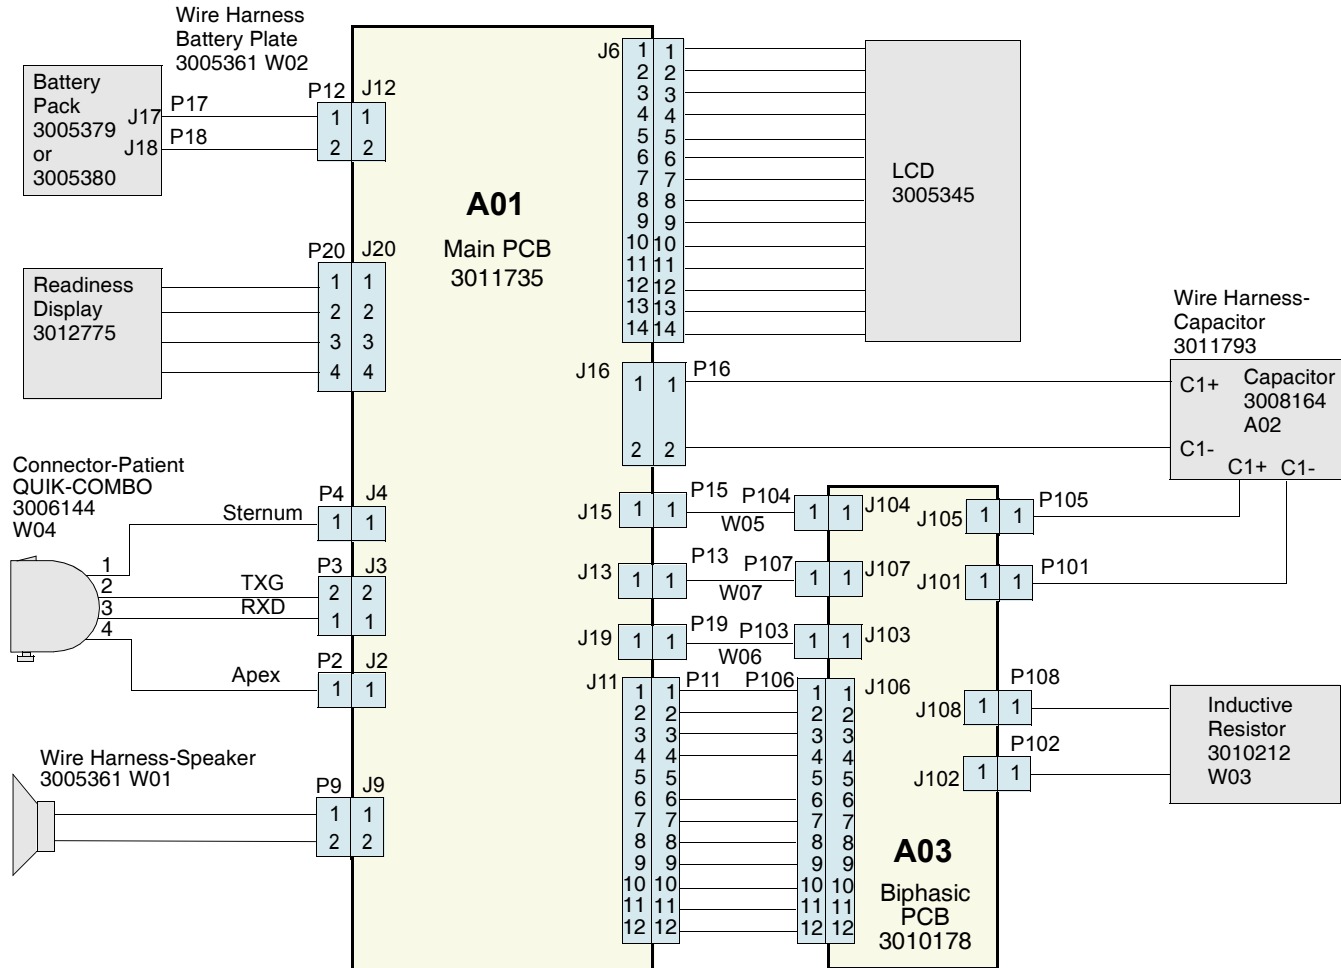 Wire Harness
Battery Plate
3005361 W02
Battery
Pack
3005379
or
3005380
J17
J18
P17
P18
P12 J12
1 1
2 2
Readiness
Display
3012775
P20 J20
1 1
2 2
3 3
4 4
Connector-Patient
QUIK-COMBO
3006144
W04
1
2
3
4
Sternum
TXG
RXD
Apex
P4 J4
1 1
P3 J3
2 2
1 1
P2 J2
1 1
Wire Harness-Speaker
3005361 W01
P9 J9
1 1
2 2
A01
Main PCB
3011735
J6
1 1
2 2
3 3
4 4
5 5
6 6
7 7
8 8
9 9
10 10
11 11
12 12
13 13
14 14
LCD
3005345
J16 P16
1 1
2 2
Wire Harness-
Capacitor
3011793
C1+ Capacitor
3008164
A02
C1-
C1+ C1-
J15 1 1 P15 W05 P104 1 1 J104
J13 1 1 P13 W07 P107 1 1 J107
J19 1 1 P19 W06 P103 1 1 J103
J11 P11 P106 J106
1 1 1 1
2 2 2 2
3 3 3 3
4 4 4 4
5 5 5 5
6 6 6 6
7 7 7 7
8 8 8 8
9 9 9 9
10 10 10 10
11 11 11 11
12 12 12 12
J105 1 1 P105
J101 1 1 P101
J108 1 1 P108
J102 1 1 P102
A03
Biphasic
PCB
3010178
Inductive
Resistor
3010212
W03